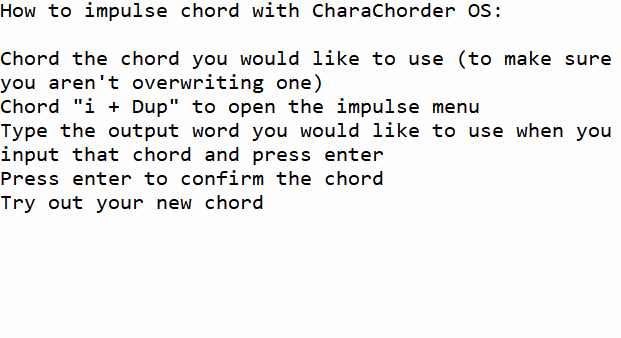 How to impulse chord with CharaChorder OS:
Chord the chord you would like to use (to make sure
you aren't overwriting one)
Chord "i + Dup" to open the impulse menu
Type the output word you would like to use when you
input that chord and press enter
Press enter to confirm the chord
Try out your new chord